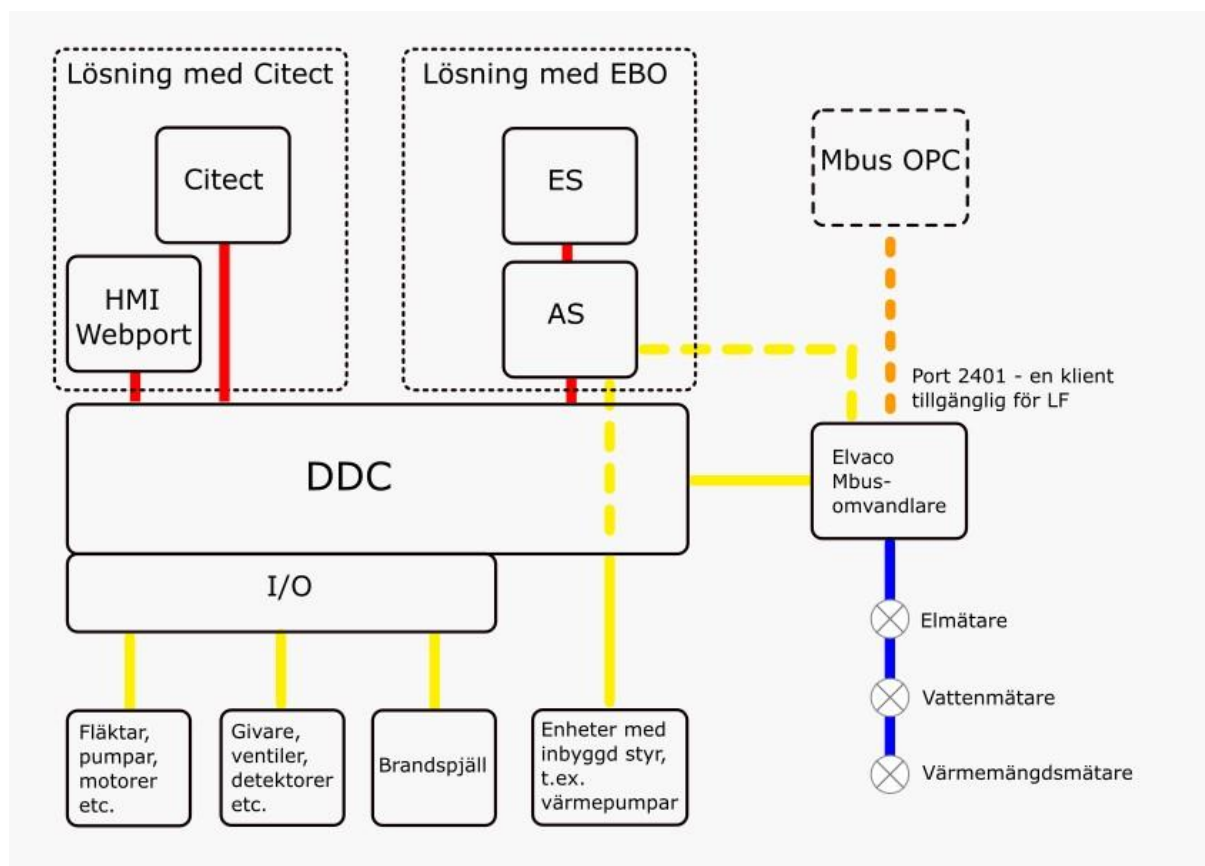 Lösning med Citect
Lösning med EBO
Citect
ES
Mbus OPC
HMI
Webport
AS
Port 2401 - en klient
tillgänglig för LF
DDC
Elvaco
Mbus-
omvandlare
I/O
Elmätare
Vattenmätare
Värmemängdsmätare
Fläktar,
pumpar,
motorer
etc.
Givare,
ventiler,
detektorer
etc.
Brandspjäll
Enheter med
inbyggd styr,
t.ex.
värmepumpar